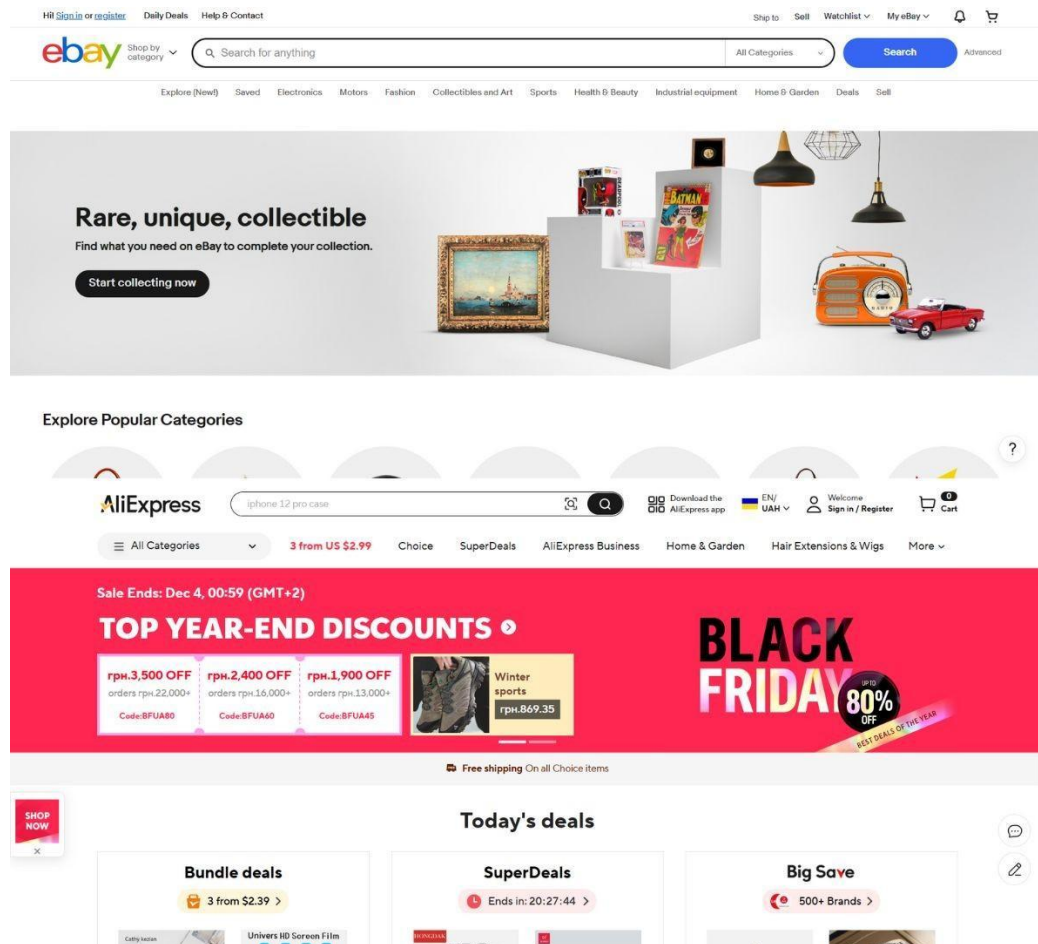 Hi! Sign in or register Daily Deals Help & Contact Ship to Sell Watchlist My eBay
ebay Shop by category Search for anything All Categories Search Advanced
Explore (New!) Saved Electronics Motors Fashion Collectibles and Art Sports Health & Beauty Industrial equipment Home & Garden Deals Sell
Rare, unique, collectible
Find what you need on eBay to complete your collection.
Start collecting now
BATMAN
DEADPOOL
Explore Popular Categories
?
AliExpress iphone 12 pro case Download the AliExpress app EN/ UAH Welcome Sign in / Register 0 Cart
All Categories 3 from US $2.99 Choice SuperDeals AliExpress Business Home & Garden Hair Extensions & Wigs More
Sale Ends: Dec 4, 00:59 (GMT+2)
TOP YEAR-END DISCOUNTS
грн.3,500 OFF грн.2,400 OFF грн.1,900 OFF
orders грн.22,000+ orders грн.16,000+ orders грн.13,000+
Code:BFUA80 Code:BFUA60 Code:BFUA45
Winter
sports
грн.869.35
BLACK
FRIDAY
UP TO
80%
OFF
BEST DEALS OF THE YEAR
Free shipping On all Choice items
SHOP
NOW
Today's deals
Bundle deals SuperDeals Big Save
3 from $2.39 Ends in: 20:27:44 500+ Brands
Univers HD Screen Film